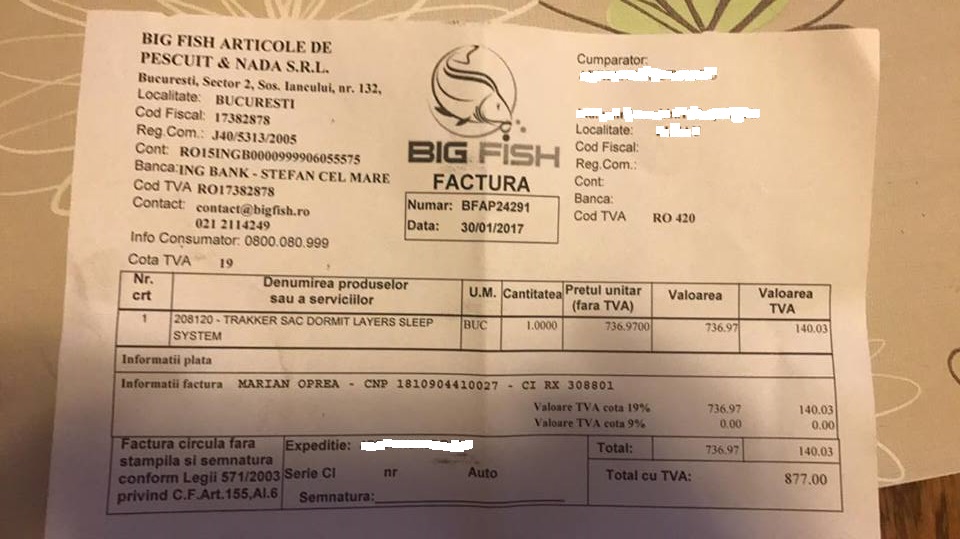 BIG FISH ARTICOLE DE
PESCUIT & NADA S.R.L.
Bucuresti, Sector 2, Sos. Iancului, nr. 132,
Localitate: BUCURESTI
Cod Fiscal: 17382878
Reg.Com.: J40/5313/2005
Cont: RO15INGB0000999906055575
Banca:ING BANK - STEFAN CEL MARE
Cod TVA RO17382878
Contact: contact@bigfish.ro
021 2114249
Info Consumator: 0800.080.999
Cota TVA 19
BIG FISH
FACTURA
Numar: BFAP24291
Data: 30/01/2017
Cumparator:
Localitate:
Cod Fiscal:
Reg.Com.:
Cont:
Banca:
Cod TVA RO 420
Nr. crt Denumirea produselor sau a serviciilor U.M. Cantitatea Pretul unitar (fara TVA) Valoarea Valoarea TVA
1 208120 - TRAKKER SAC DORMIT LAYERS SLEEP SYSTEM BUC 1.0000 736.9700 736.97 140.03
Informatii plata
Informatii factura MARIAN OPREA - CNP 1810904410027 - CI RX 308801
Valoare TVA cota 19% 736.97 140.03
Valoare TVA cota 9% 0.00 0.00
Factura circula fara
stampila si semnatura
conform Legii 571/2003
privind C.F.Art.155,Al.6
Expeditie:
Serie CI nr Auto
Semnatura:
Total: 736.97 140.03
Total cu TVA: 877.00